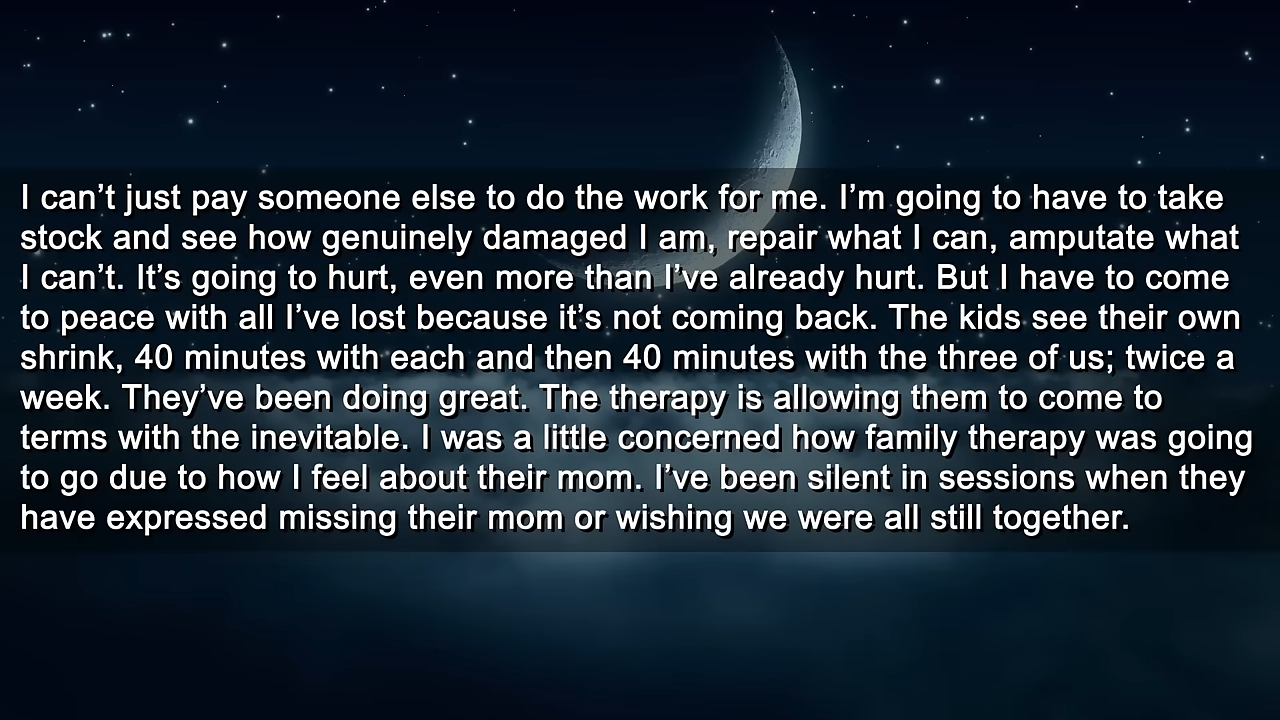 I can’t just pay someone else to do the work for me. I’m going to have to take
stock and see how genuinely damaged I am, repair what I can, amputate what
I can’t. It’s going to hurt, even more than I’ve already hurt. But I have to come
to peace with all I’ve lost because it’s not coming back. The kids see their own
shrink, 40 minutes with each and then 40 minutes with the three of us; twice a
week. They’ve been doing great. The therapy is allowing them to come to
terms with the inevitable. I was a little concerned how family therapy was going
to go due to how I feel about their mom. I’ve been silent in sessions when they
have expressed missing their mom or wishing we were all still together.